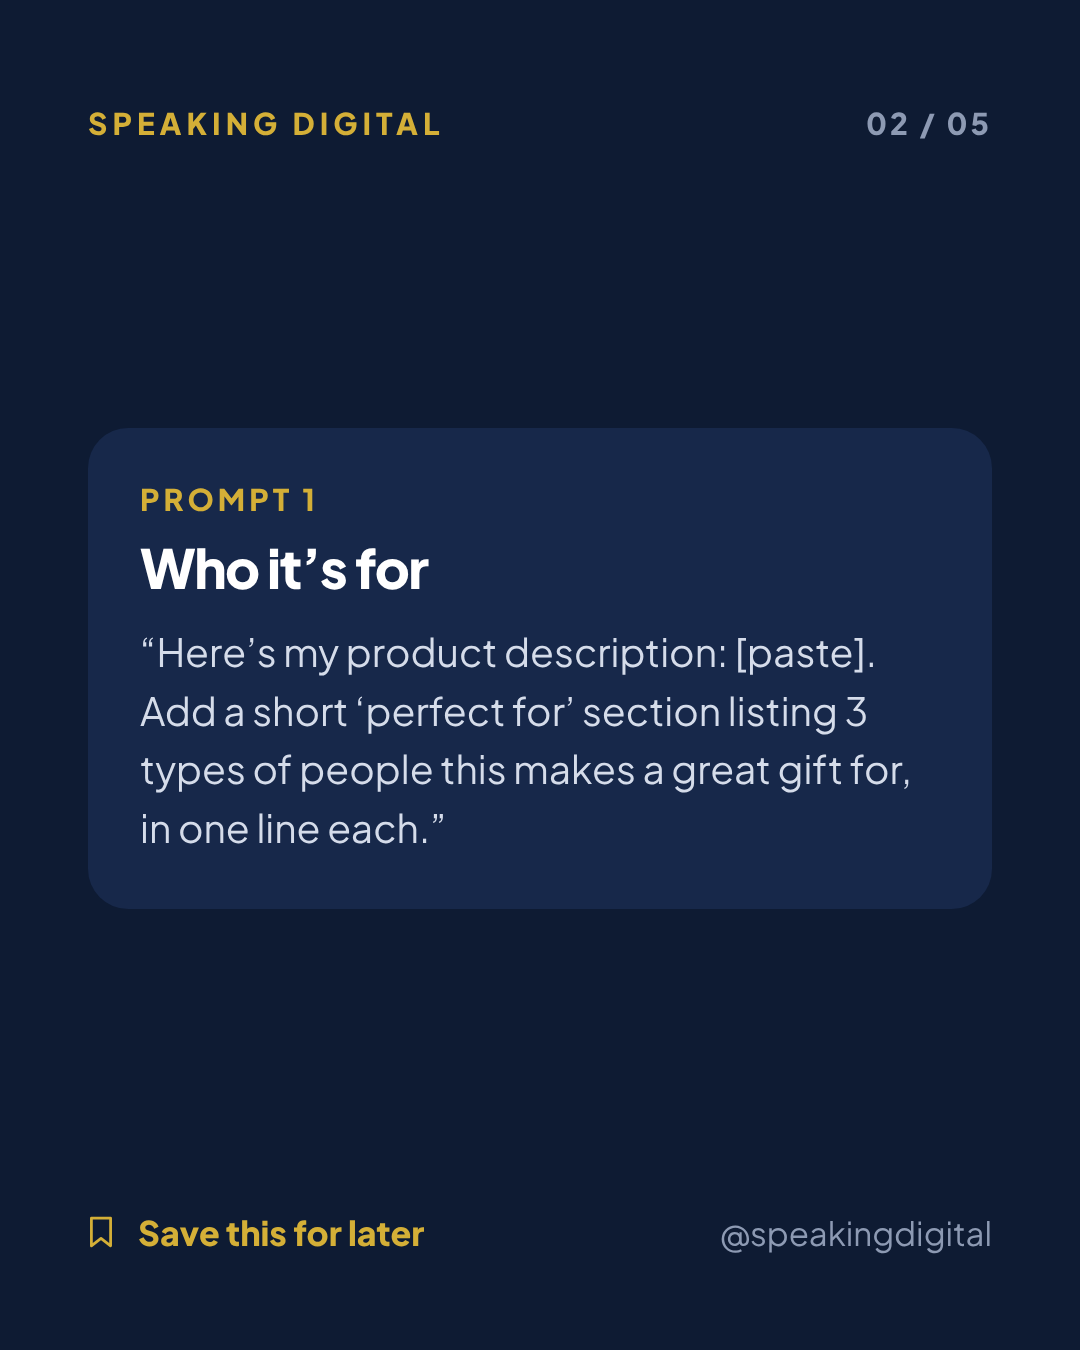 SPEAKING DIGITAL
02 / 05
PROMPT 1
Who it’s for
“Here’s my product description: [paste].
Add a short ‘perfect for’ section listing 3
types of people this makes a great gift for,
in one line each.”
Save this for later
@speakingdigital